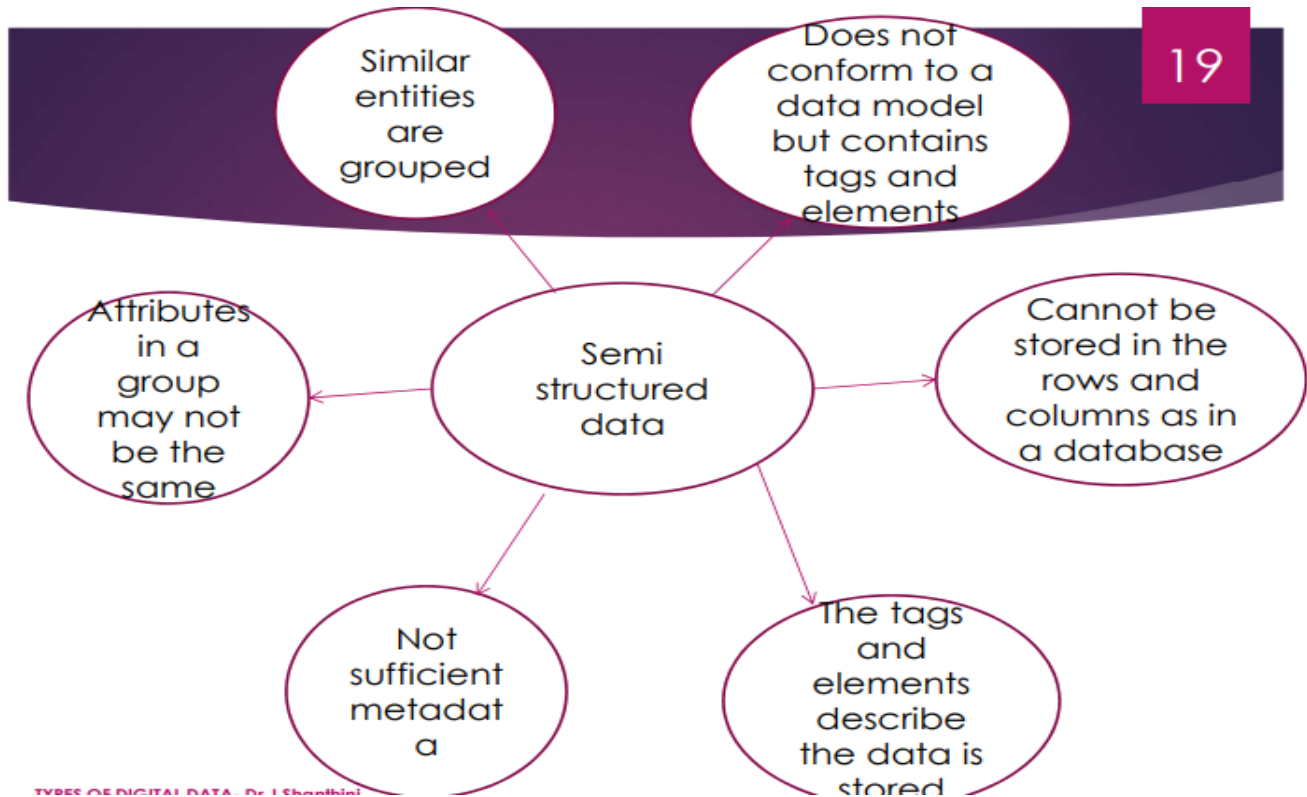 19
Similar
entities
are
grouped
Does not
conform to a
data model
but contains
tags and
elements
Attributes
in a
group
may not
be the
same
Semi
structured
data
Cannot be
stored in the
rows and
columns as in
a database
Not
sufficient
metadat
a
The tags
and
elements
describe
the data is
stored
TYPES OF DIGITAL DATA- Dr J Shanthini